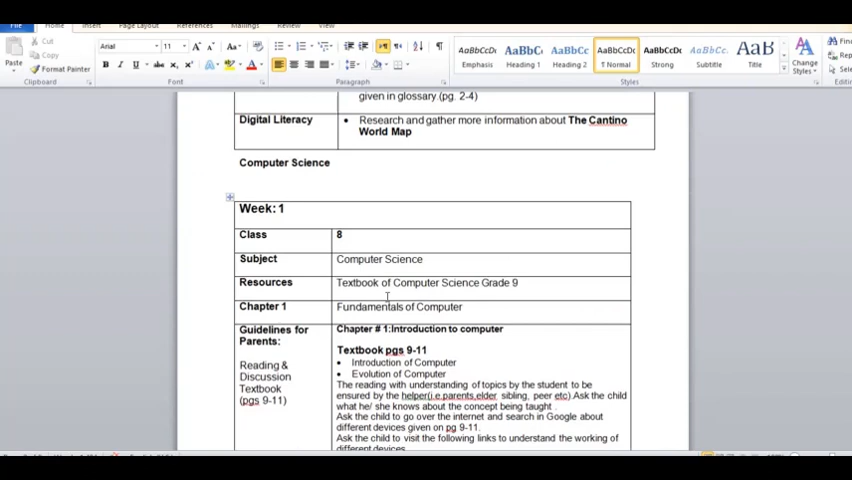 File Home Insert Page Layout References Mailings Review View
Cut
Copy
Paste
Format Painter
Clipboard
Arial 11
Font
Paragraph
AaBbCcDc AaBbC AaBbCc AaBbCcDc AaBbCcDc AaBbCc AaB
Emphasis Heading 1 Heading 2 ¶ Normal Strong Subtitle Title
Change
Styles
Styles
given in glossary.(pg. 2-4)
Digital Literacy • Research and gather more information about The Cantino
World Map
Computer Science
Week: 1
Class 8
Subject Computer Science
Resources Textbook of Computer Science Grade 9
Chapter 1 Fundamentals of Computer
Guidelines for Chapter # 1:Introduction to computer
Parents:
Textbook pgs 9-11
Reading & • Introduction of Computer
Discussion • Evolution of Computer
Textbook The reading with understanding of topics by the student to be
(pgs 9-11) ensured by the helper(i.e.parents,elder sibling, peer etc).Ask the child
what he/ she knows about the concept being taught .
Ask the child to go over the internet and search in Google about
different devices given on pg 9-11.
Ask the child to visit the following links to understand the working of
different devices